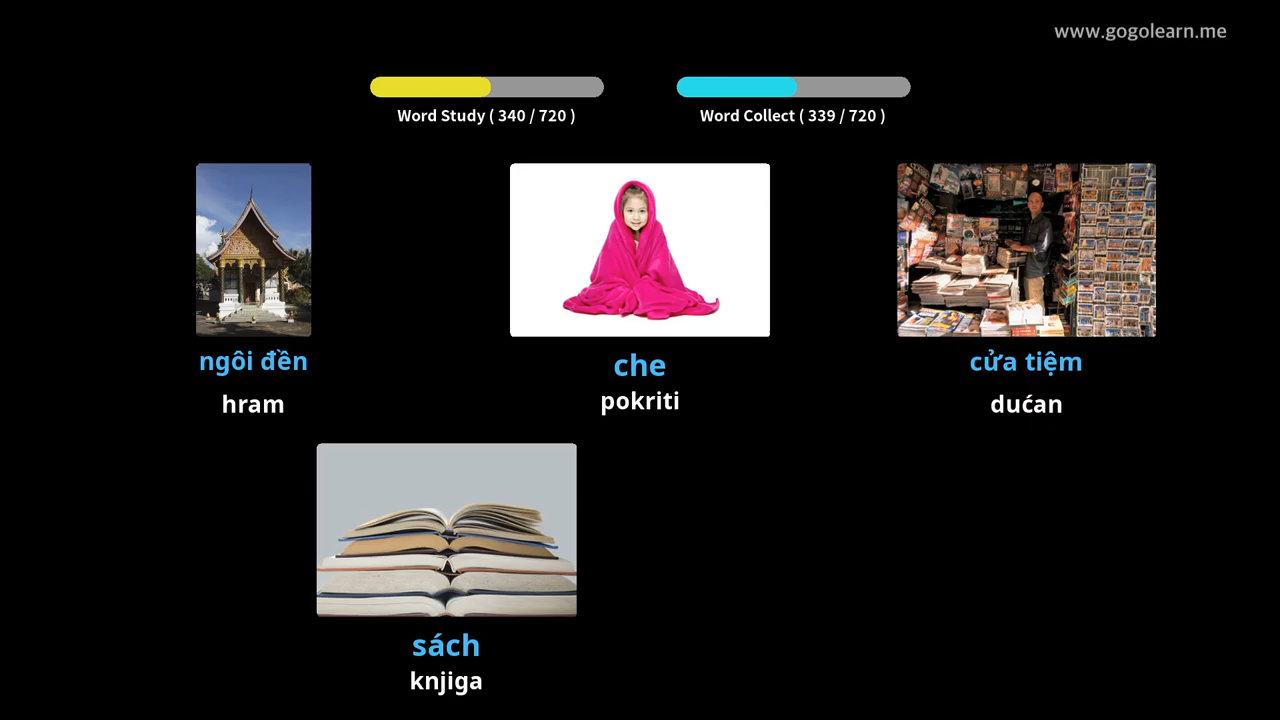 www.gogolearn.me
Word Study ( 340 / 720 )
Word Collect ( 339 / 720 )
ngôi đền
hram
che
pokriti
cửa tiệm
dućan
sách
knjiga